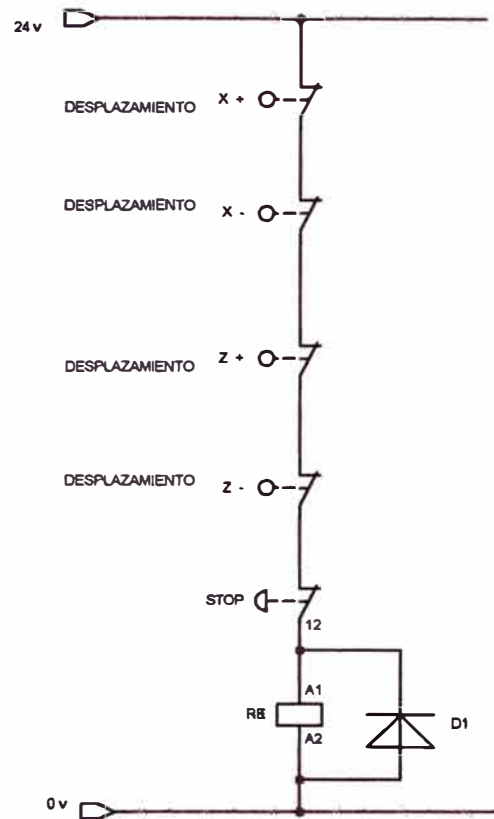 24 v
X +
DESPLAZAMIENTO
DESPLAZAMIENTO
X -
Z +
DESPLAZAMIENTO
DESPLAZAMIENTO
Z -
STOP
12
A1
RE
D1
A2
0 v